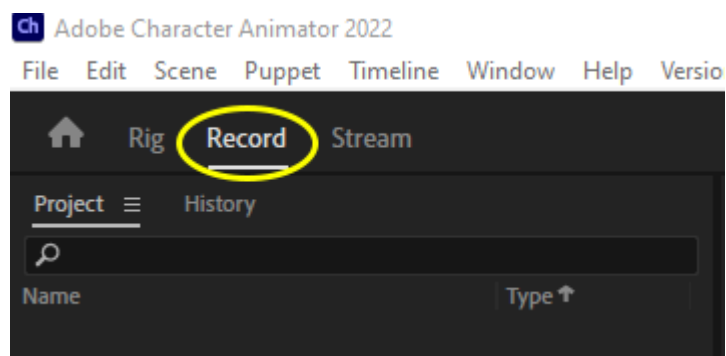 Ch Adobe Character Animator 2022
File Edit Scene Puppet Timeline Window Help Versio
Rig Record Stream
Project History
Name Type